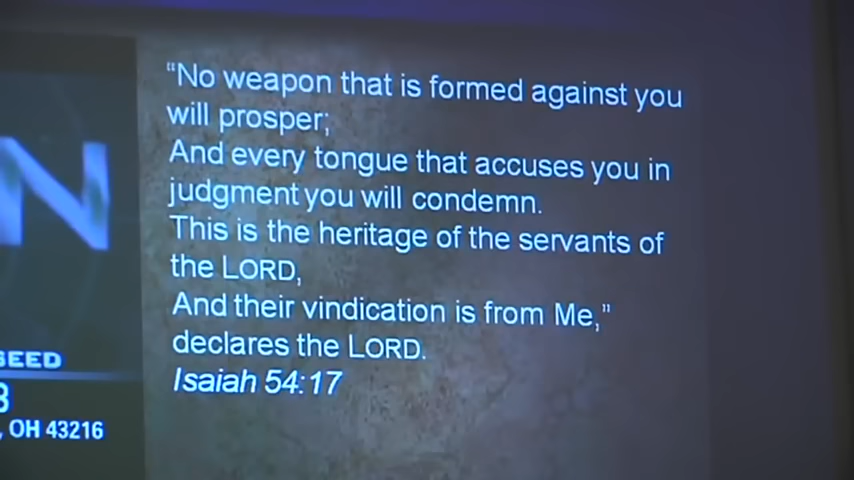 “No weapon that is formed against you
will prosper;
And every tongue that accuses you in
judgment you will condemn.
This is the heritage of the servants of
the LORD,
And their vindication is from Me,”
declares the LORD.
Isaiah 54:17
N
SEED
, OH 43216